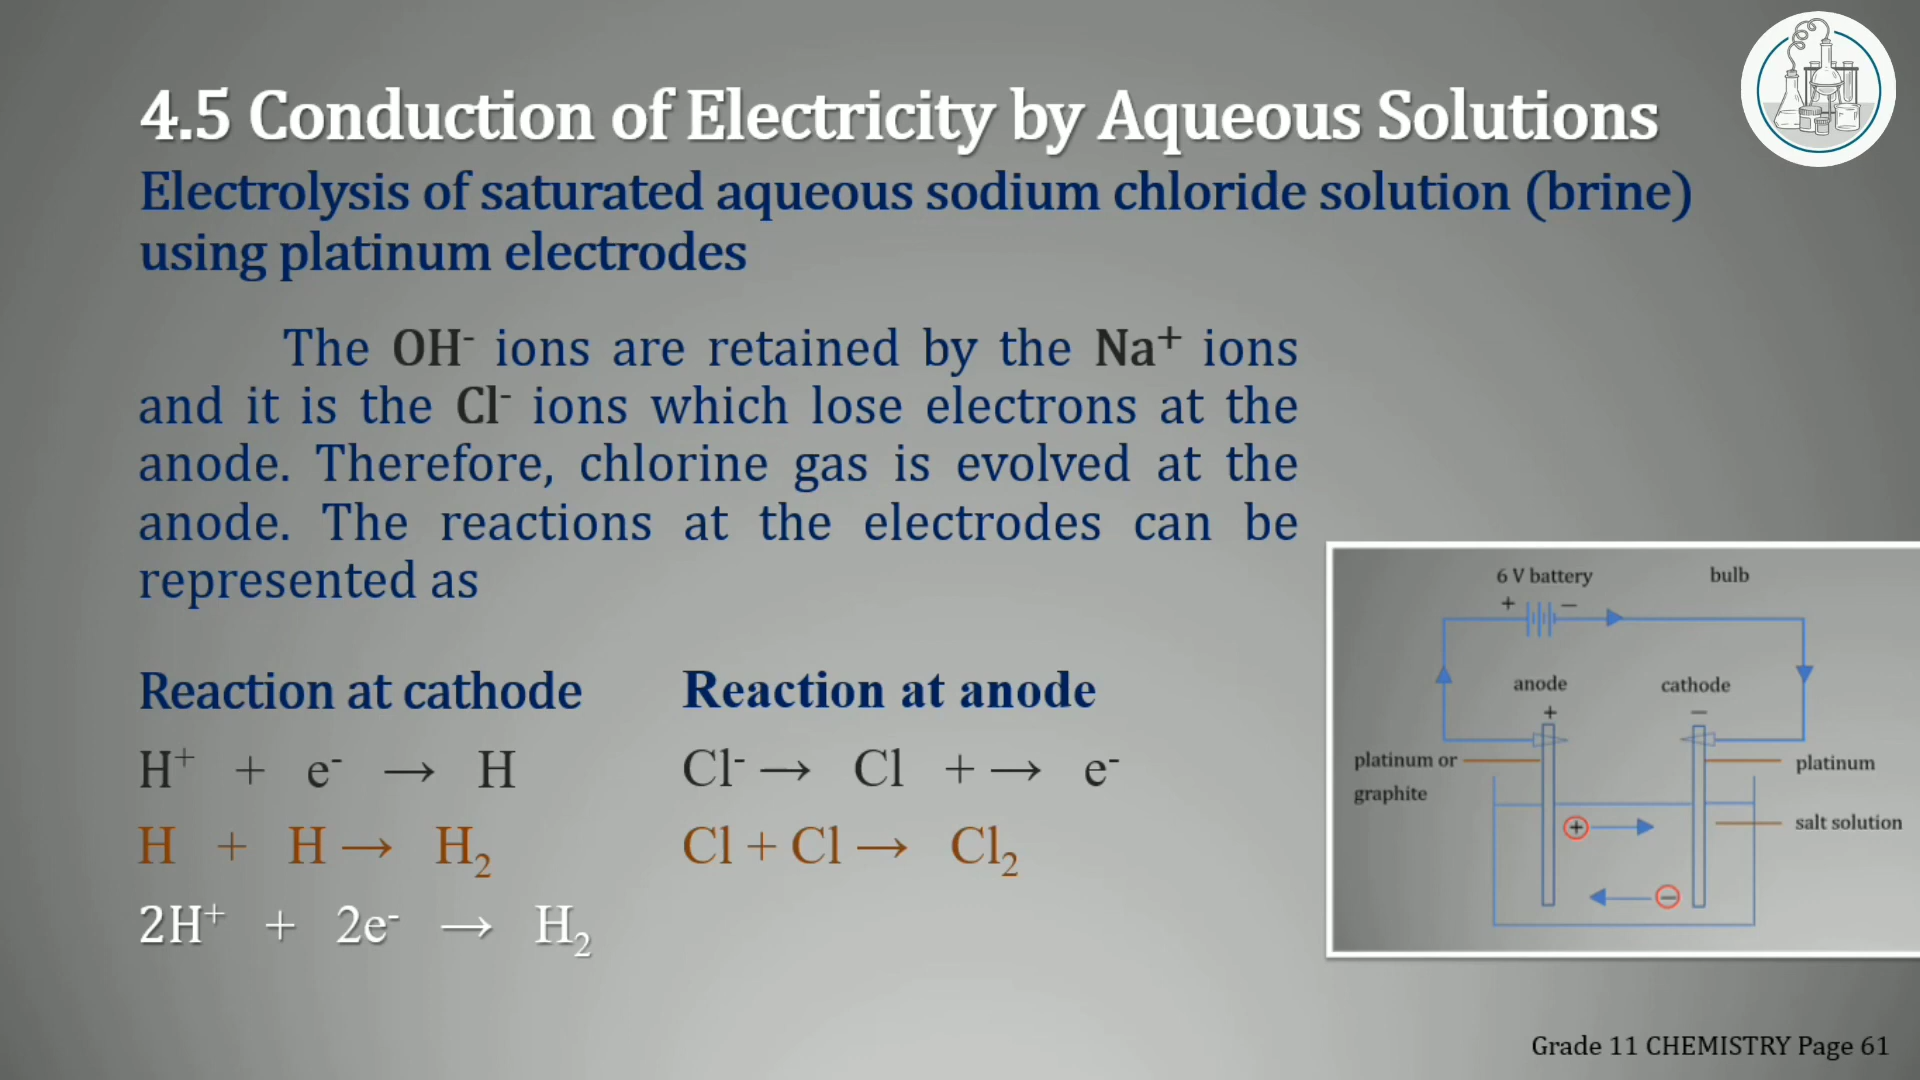 4.5 Conduction of Electricity by Aqueous Solutions
Electrolysis of saturated aqueous sodium chloride solution (brine)
using platinum electrodes
The OH⁻ ions are retained by the Na⁺ ions
and it is the Cl⁻ ions which lose electrons at the
anode. Therefore, chlorine gas is evolved at the
anode. The reactions at the electrodes can be
represented as
Reaction at cathode
H⁺ + e⁻ → H
H + H → H₂
2H⁺ + 2e⁻ → H₂
Reaction at anode
Cl⁻ → Cl + → e⁻
Cl + Cl → Cl₂
6 V battery
bulb
+ −
anode
cathode
+
−
platinum or
graphite
platinum
salt solution
+
−
Grade 11 CHEMISTRY Page 61